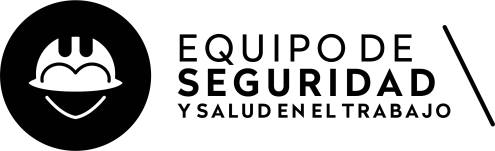 EQUIPO DE
SEGURIDAD
Y SALUD EN EL TRABAJO